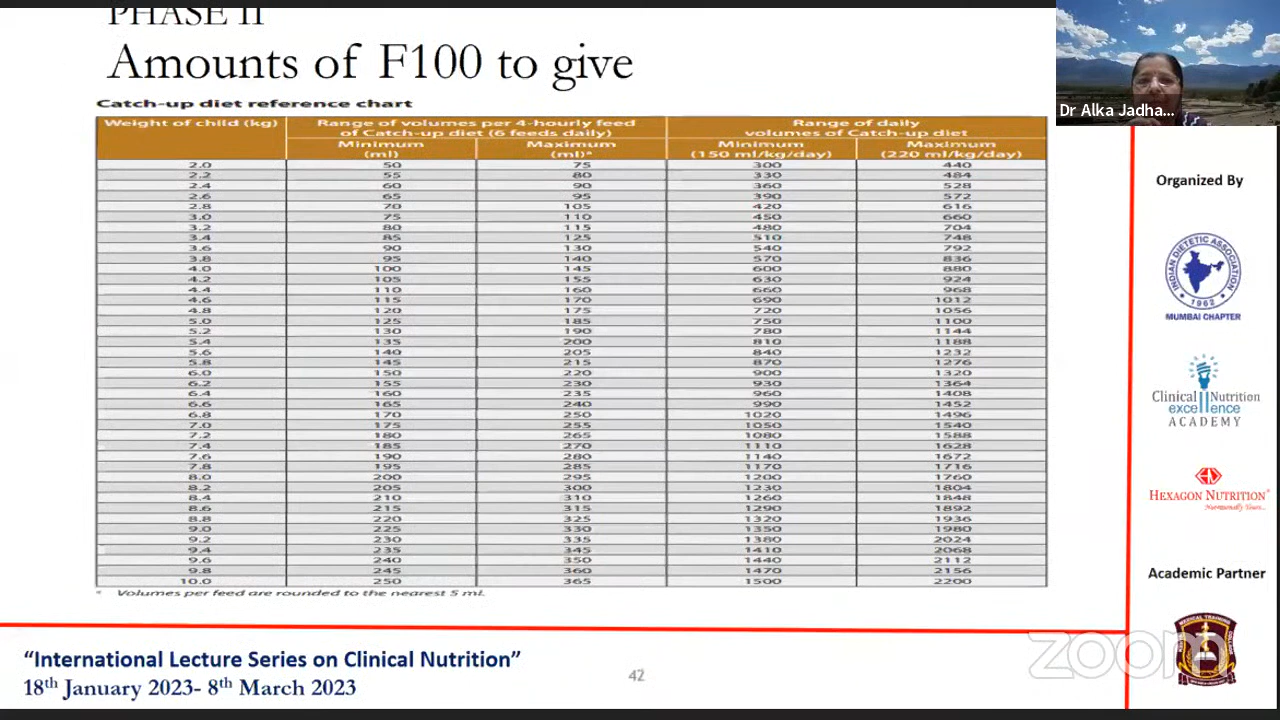 PHASE II
Amounts of F100 to give
Catch-up diet reference chart
Weight of child (kg) Range of volumes per 4-hourly feed of Catch-up diet (6 feeds daily) Range of daily volumes of Catch-up diet
Minimum (ml) Maximum (ml)* Minimum (150 ml/kg/day) Maximum (220 ml/kg/day)
2.0 50 75 300 440
2.2 55 80 330 484
2.4 60 90 360 528
2.6 65 95 390 572
2.8 70 105 420 616
3.0 75 110 450 660
3.2 80 115 480 704
3.4 85 125 510 748
3.6 90 130 540 792
3.8 95 140 570 836
4.0 100 145 600 880
4.2 105 155 630 924
4.4 110 160 660 968
4.6 115 170 690 1012
4.8 120 175 720 1056
5.0 125 185 750 1100
5.2 130 190 780 1144
5.4 135 200 810 1188
5.6 140 205 840 1232
5.8 145 215 870 1276
6.0 150 220 900 1320
6.2 155 230 930 1364
6.4 160 235 960 1408
6.6 165 240 990 1452
6.8 170 250 1020 1496
7.0 175 255 1050 1540
7.2 180 265 1080 1588
7.4 185 270 1110 1628
7.6 190 280 1140 1672
7.8 195 285 1170 1716
8.0 200 295 1200 1760
8.2 205 300 1230 1804
8.4 210 310 1260 1848
8.6 215 315 1290 1892
8.8 220 325 1320 1936
9.0 225 330 1350 1980
9.2 230 335 1380 2024
9.4 235 345 1410 2068
9.6 240 350 1440 2112
9.8 245 360 1470 2156
10.0 250 365 1500 2200
* Volumes per feed are rounded to the nearest 5 ml.
Dr Alka Jadha...
Organized By
INDIAN DIETETIC ASSOCIATION
1962
MUMBAI CHAPTER
Clinical Nutrition
excellence
ACADEMY
HEXAGON NUTRITION
Nutritionally Yours...
Academic Partner
"International Lecture Series on Clinical Nutrition"
18th January 2023- 8th March 2023
42
zoom